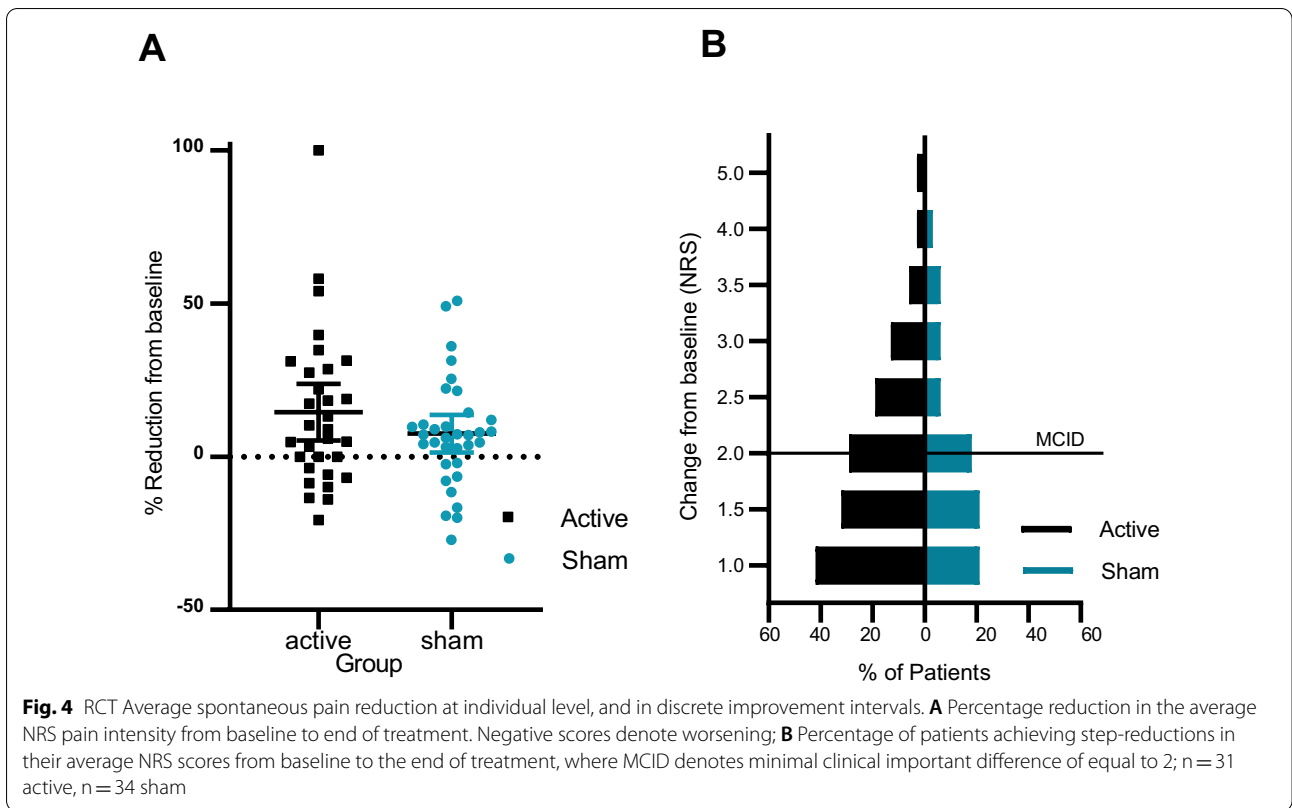 A
B
% Reduction from baseline
100
50
0
-50
active
sham
Group
Active
Sham
Change from baseline (NRS)
5.0
4.0
3.5
3.0
2.5
2.0
1.5
1.0
MCID
Active
Sham
60 40 20 0 20 40 60
% of Patients
Fig. 4 RCT Average spontaneous pain reduction at individual level, and in discrete improvement intervals. A Percentage reduction in the average
NRS pain intensity from baseline to end of treatment. Negative scores denote worsening; B Percentage of patients achieving step-reductions in
their average NRS scores from baseline to the end of treatment, where MCID denotes minimal clinical important difference of equal to 2; n = 31
active, n = 34 sham